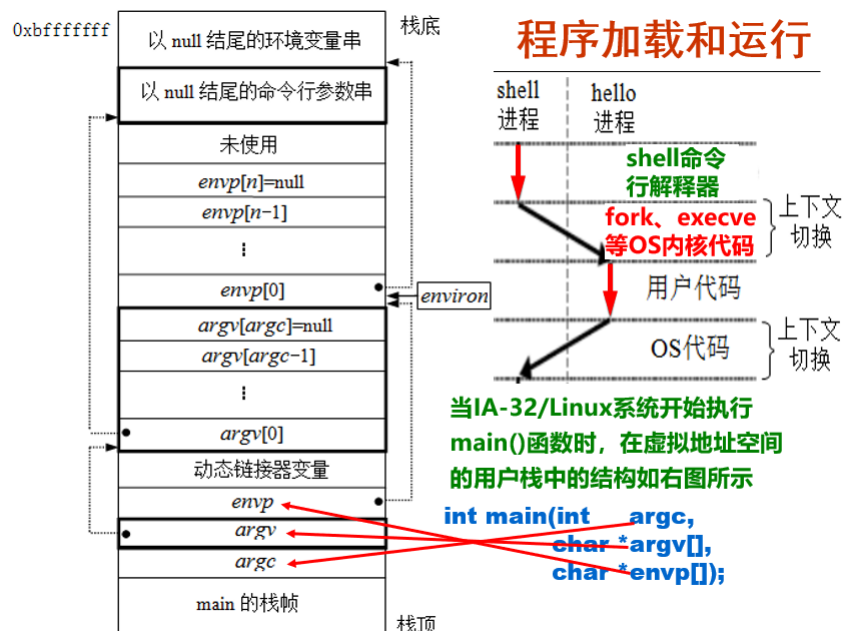 程序加载和运行
0xbfffffff
栈底
以 null 结尾的环境变量串
以 null 结尾的命令行参数串
未使用
envp[n]=null
envp[n-1]
⋮
envp[0]
environ
argv[argc]=null
argv[argc-1]
⋮
argv[0]
动态链接器变量
envp
argv
argc
main 的栈帧
栈顶
shell
进程
hello
进程
shell命令
行解释器
fork、execve
等OS内核代码
上下文
切换
用户代码
OS代码
上下文
切换
当IA-32/Linux系统开始执行
main()函数时，在虚拟地址空间
的用户栈中的结构如右图所示
int main(int argc,
char *argv[],
char *envp[]);